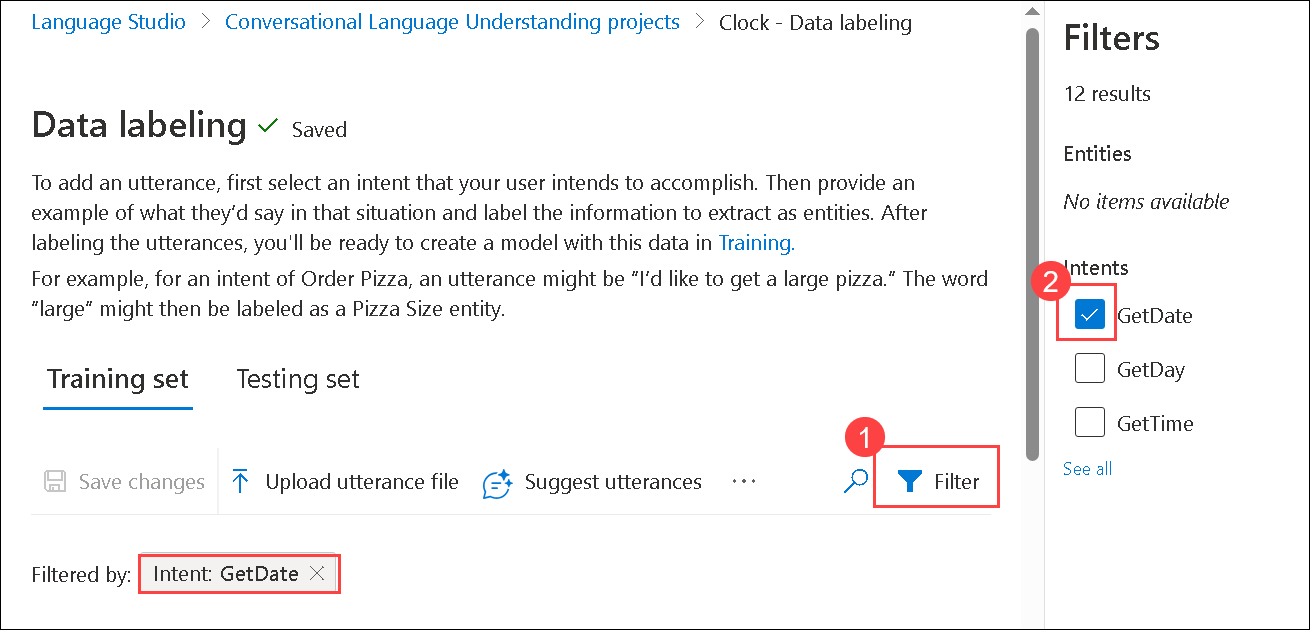 Language Studio > Conversational Language Understanding projects > Clock - Data labeling
Data labeling Saved
To add an utterance, first select an intent that your user intends to accomplish. Then provide an
example of what they’d say in that situation and label the information to extract as entities. After
labeling the utterances, you'll be ready to create a model with this data in Training.
For example, for an intent of Order Pizza, an utterance might be “I’d like to get a large pizza.” The word
“large” might then be labeled as a Pizza Size entity.
Training set Testing set
1
Save changes Upload utterance file Suggest utterances ... Filter
Filtered by: Intent: GetDate
Filters
12 results
Entities
No items available
Intents
2
GetDate
GetDay
GetTime
See all